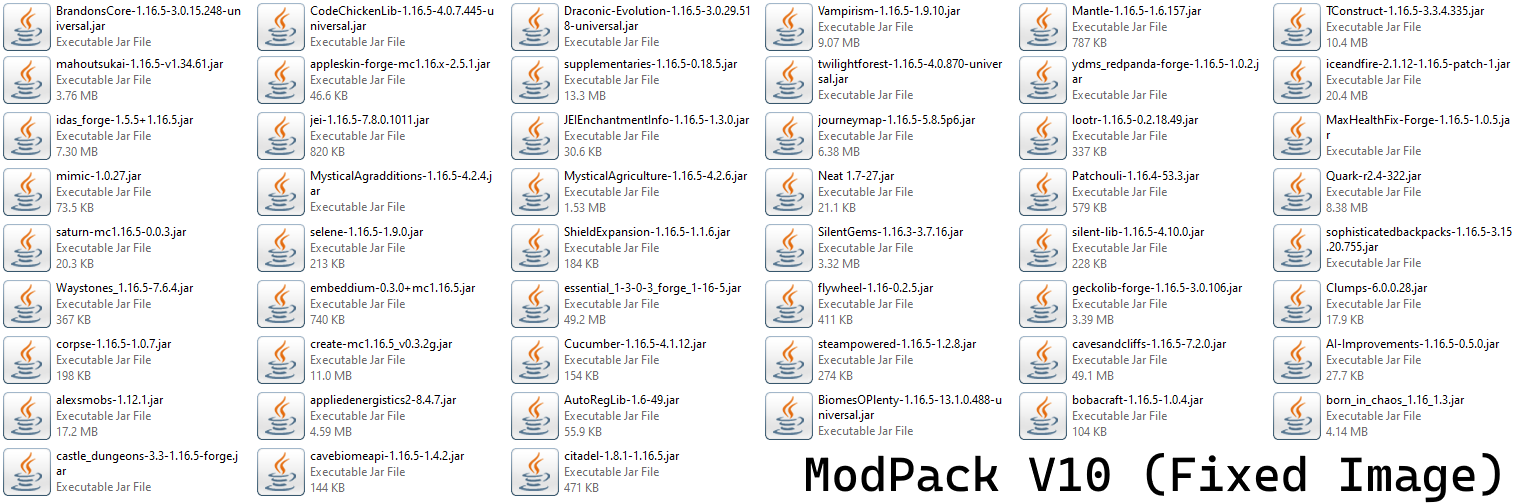 BrandonsCore-1.16.5-3.0.15.248-un
iversal.jar
Executable Jar File
CodeChickenLib-1.16.5-4.0.7.445-u
niversal.jar
Executable Jar File
Draconic-Evolution-1.16.5-3.0.29.51
8-universal.jar
Executable Jar File
Vampirism-1.16.5-1.9.10.jar
Executable Jar File
9.07 MB
Mantle-1.16.5-1.6.157.jar
Executable Jar File
787 KB
TConstruct-1.16.5-3.3.4.335.jar
Executable Jar File
10.4 MB
mahoutsukai-1.16.5-v1.34.61.jar
Executable Jar File
3.76 MB
appleskin-forge-mc1.16.x-2.5.1.jar
Executable Jar File
46.6 KB
supplementaries-1.16.5-0.18.5.jar
Executable Jar File
13.3 MB
twilightforest-1.16.5-4.0.870-univer
sal.jar
Executable Jar File
ydms_redpanda-forge-1.16.5-1.0.2.j
ar
Executable Jar File
iceandfire-2.1.12-1.16.5-patch-1.jar
Executable Jar File
20.4 MB
idas_forge-1.5.5+1.16.5.jar
Executable Jar File
7.30 MB
jei-1.16.5-7.8.0.1011.jar
Executable Jar File
820 KB
JEIEnchantmentInfo-1.16.5-1.3.0.jar
Executable Jar File
30.6 KB
journeymap-1.16.5-5.8.5p6.jar
Executable Jar File
6.38 MB
lootr-1.16.5-0.2.18.49.jar
Executable Jar File
337 KB
MaxHealthFix-Forge-1.16.5-1.0.5.ja
r
Executable Jar File
mimic-1.0.27.jar
Executable Jar File
73.5 KB
MysticalAgradditions-1.16.5-4.2.4.j
ar
Executable Jar File
MysticalAgriculture-1.16.5-4.2.6.jar
Executable Jar File
1.53 MB
Neat 1.7-27.jar
Executable Jar File
21.1 KB
Patchouli-1.16.4-53.3.jar
Executable Jar File
579 KB
Quark-r2.4-322.jar
Executable Jar File
8.38 MB
saturn-mc1.16.5-0.0.3.jar
Executable Jar File
20.3 KB
selene-1.16.5-1.9.0.jar
Executable Jar File
213 KB
ShieldExpansion-1.16.5-1.1.6.jar
Executable Jar File
184 KB
SilentGems-1.16.3-3.7.16.jar
Executable Jar File
3.32 MB
silent-lib-1.16.5-4.10.0.jar
Executable Jar File
228 KB
sophisticatedbackpacks-1.16.5-3.15
.20.755.jar
Executable Jar File
Waystones_1.16.5-7.6.4.jar
Executable Jar File
367 KB
embeddium-0.3.0+mc1.16.5.jar
Executable Jar File
740 KB
essential_1-3-0-3_forge_1-16-5.jar
Executable Jar File
49.2 MB
flywheel-1.16-0.2.5.jar
Executable Jar File
411 KB
geckolib-forge-1.16.5-3.0.106.jar
Executable Jar File
3.39 MB
Clumps-6.0.0.28.jar
Executable Jar File
17.9 KB
corpse-1.16.5-1.0.7.jar
Executable Jar File
198 KB
create-mc1.16.5_v0.3.2g.jar
Executable Jar File
11.0 MB
Cucumber-1.16.5-4.1.12.jar
Executable Jar File
154 KB
steampowered-1.16.5-1.2.8.jar
Executable Jar File
274 KB
cavesandcliffs-1.16.5-7.2.0.jar
Executable Jar File
49.1 MB
AI-Improvements-1.16.5-0.5.0.jar
Executable Jar File
27.7 KB
alexsmobs-1.12.1.jar
Executable Jar File
17.2 MB
appliedenergistics2-8.4.7.jar
Executable Jar File
4.59 MB
AutoRegLib-1.6-49.jar
Executable Jar File
55.9 KB
BiomesOPlenty-1.16.5-13.1.0.488-u
niversal.jar
Executable Jar File
bobacraft-1.16.5-1.0.4.jar
Executable Jar File
104 KB
born_in_chaos_1.16_1.3.jar
Executable Jar File
4.14 MB
castle_dungeons-3.3-1.16.5-forge.j
ar
Executable Jar File
cavebiomeapi-1.16.5-1.4.2.jar
Executable Jar File
144 KB
citadel-1.8.1-1.16.5.jar
Executable Jar File
471 KB
ModPack V10 (Fixed Image)